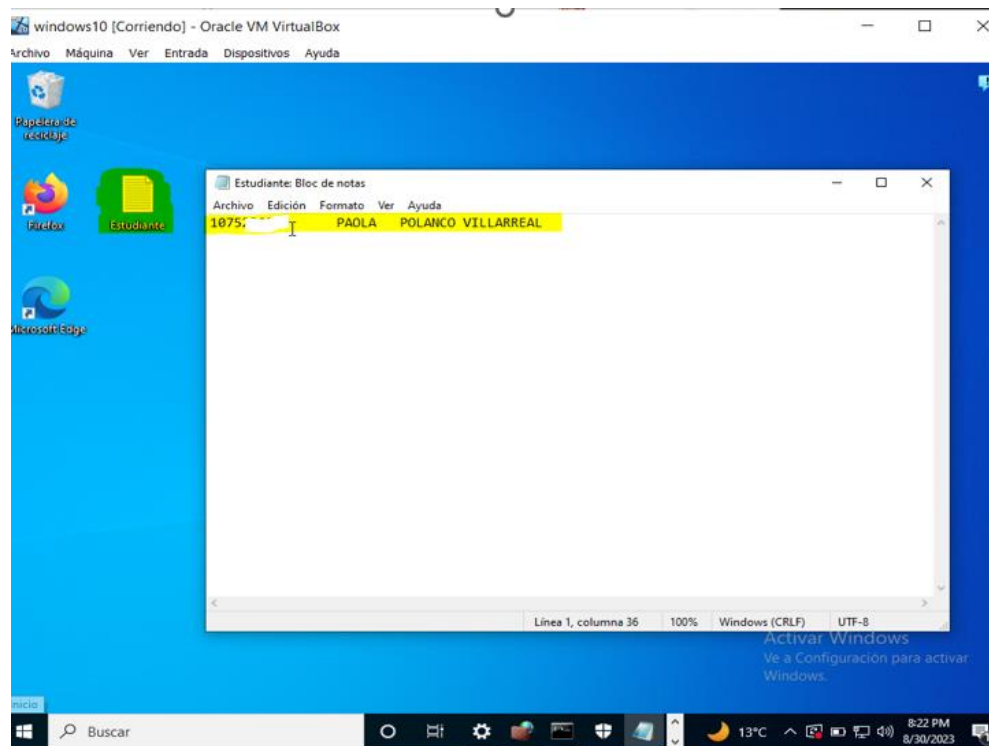 windows10 [Corriendo] - Oracle VM VirtualBox
Archivo Máquina Ver Entrada Dispositivos Ayuda
Papelera de
reciclaje
Firefox
Estudiante
Microsoft Edge
Estudiante: Bloc de notas
Archivo Edición Formato Ver Ayuda
PAOLA POLANCO VILLARREAL
Línea 1, columna 36 100% Windows (CRLF) UTF-8
Activar Windows
Ve a Configuración para activar
Windows.
Inicio
Buscar
13°C
8:22 PM
8/30/2023